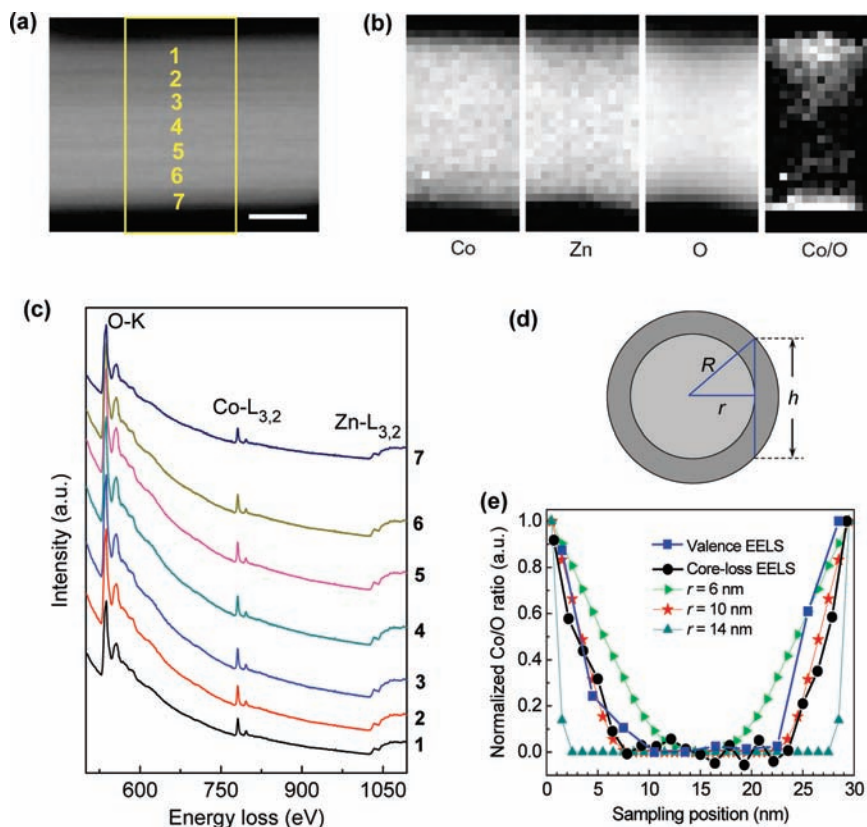 (a)
1
2
3
4
5
6
7
(b)
Co
Zn
O
Co/O
(c)
O-K
Co-L3,2
Zn-L3,2
7
6
5
4
3
2
1
Intensity (a.u.)
600
750
900
1050
Energy loss (eV)
(d)
R
r
h
(e)
Normalized Co/O ratio (a.u.)
1.0
0.8
0.6
0.4
0.2
0.0
Valence EELS
Core-loss EELS
r = 6 nm
r = 10 nm
r = 14 nm
0
5
10
15
20
25
30
Sampling position (nm)